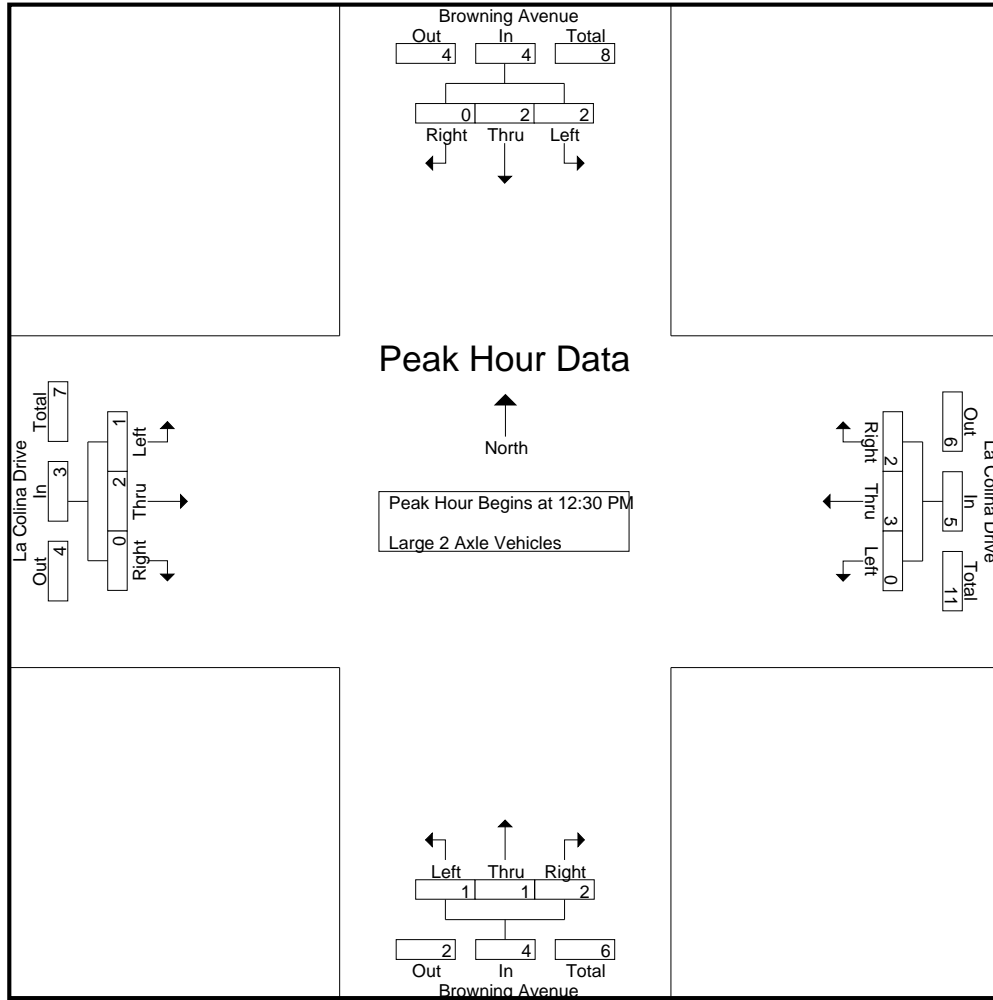 Browning Avenue
Out In Total
4 4 8
0 2 2
Right Thru Left
Peak Hour Data
North
Peak Hour Begins at 12:30 PM
Large 2 Axle Vehicles
La Colina Drive
Out In Total
4 3 7
Right Thru Left
0 2 1
La Colina Drive
Out In Total
6 5 11
Right Thru Left
2 3 0
Left Thru Right
1 1 2
2 4 6
Out In Total
Browning Avenue